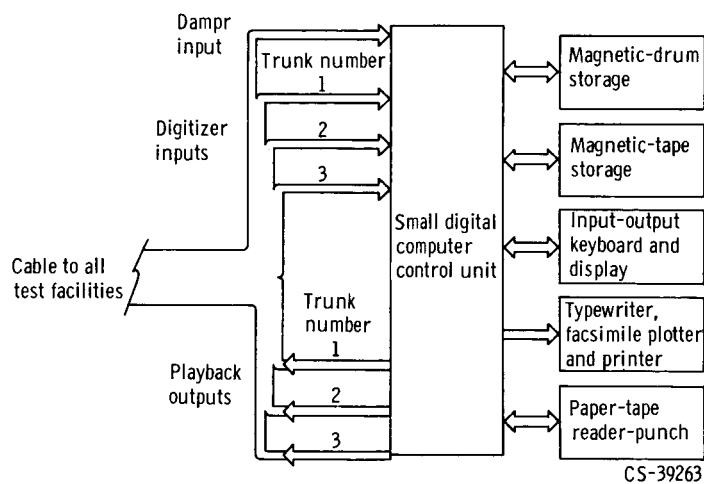 Dampr
input
Trunk number
1
Digitizer
inputs
2
3
Cable to all
test facilities
Trunk
number
1
Playback
outputs
2
3
Small digital
computer
control unit
Magnetic-drum
storage
Magnetic-tape
storage
Input-output
keyboard and
display
Typewriter,
facsimile plotter
and printer
Paper-tape
reader-punch
CS-39263